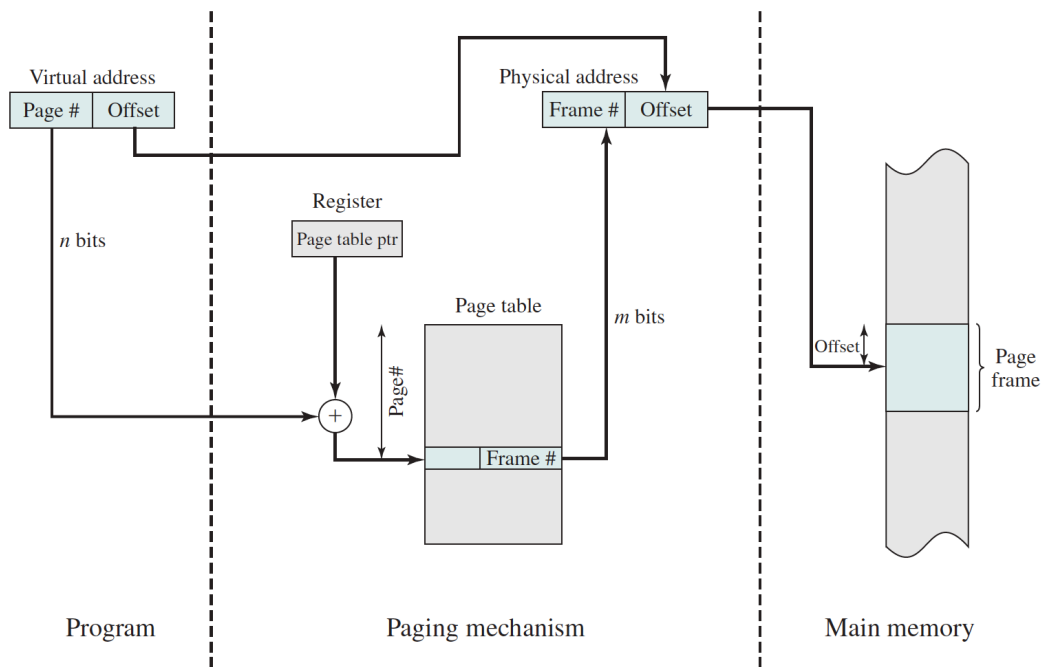 Virtual address
Page #
Offset
Physical address
Frame #
Offset
Register
Page table ptr
n bits
Page table
Page#
Frame #
m bits
Offset
Page
frame
Program
Paging mechanism
Main memory
+